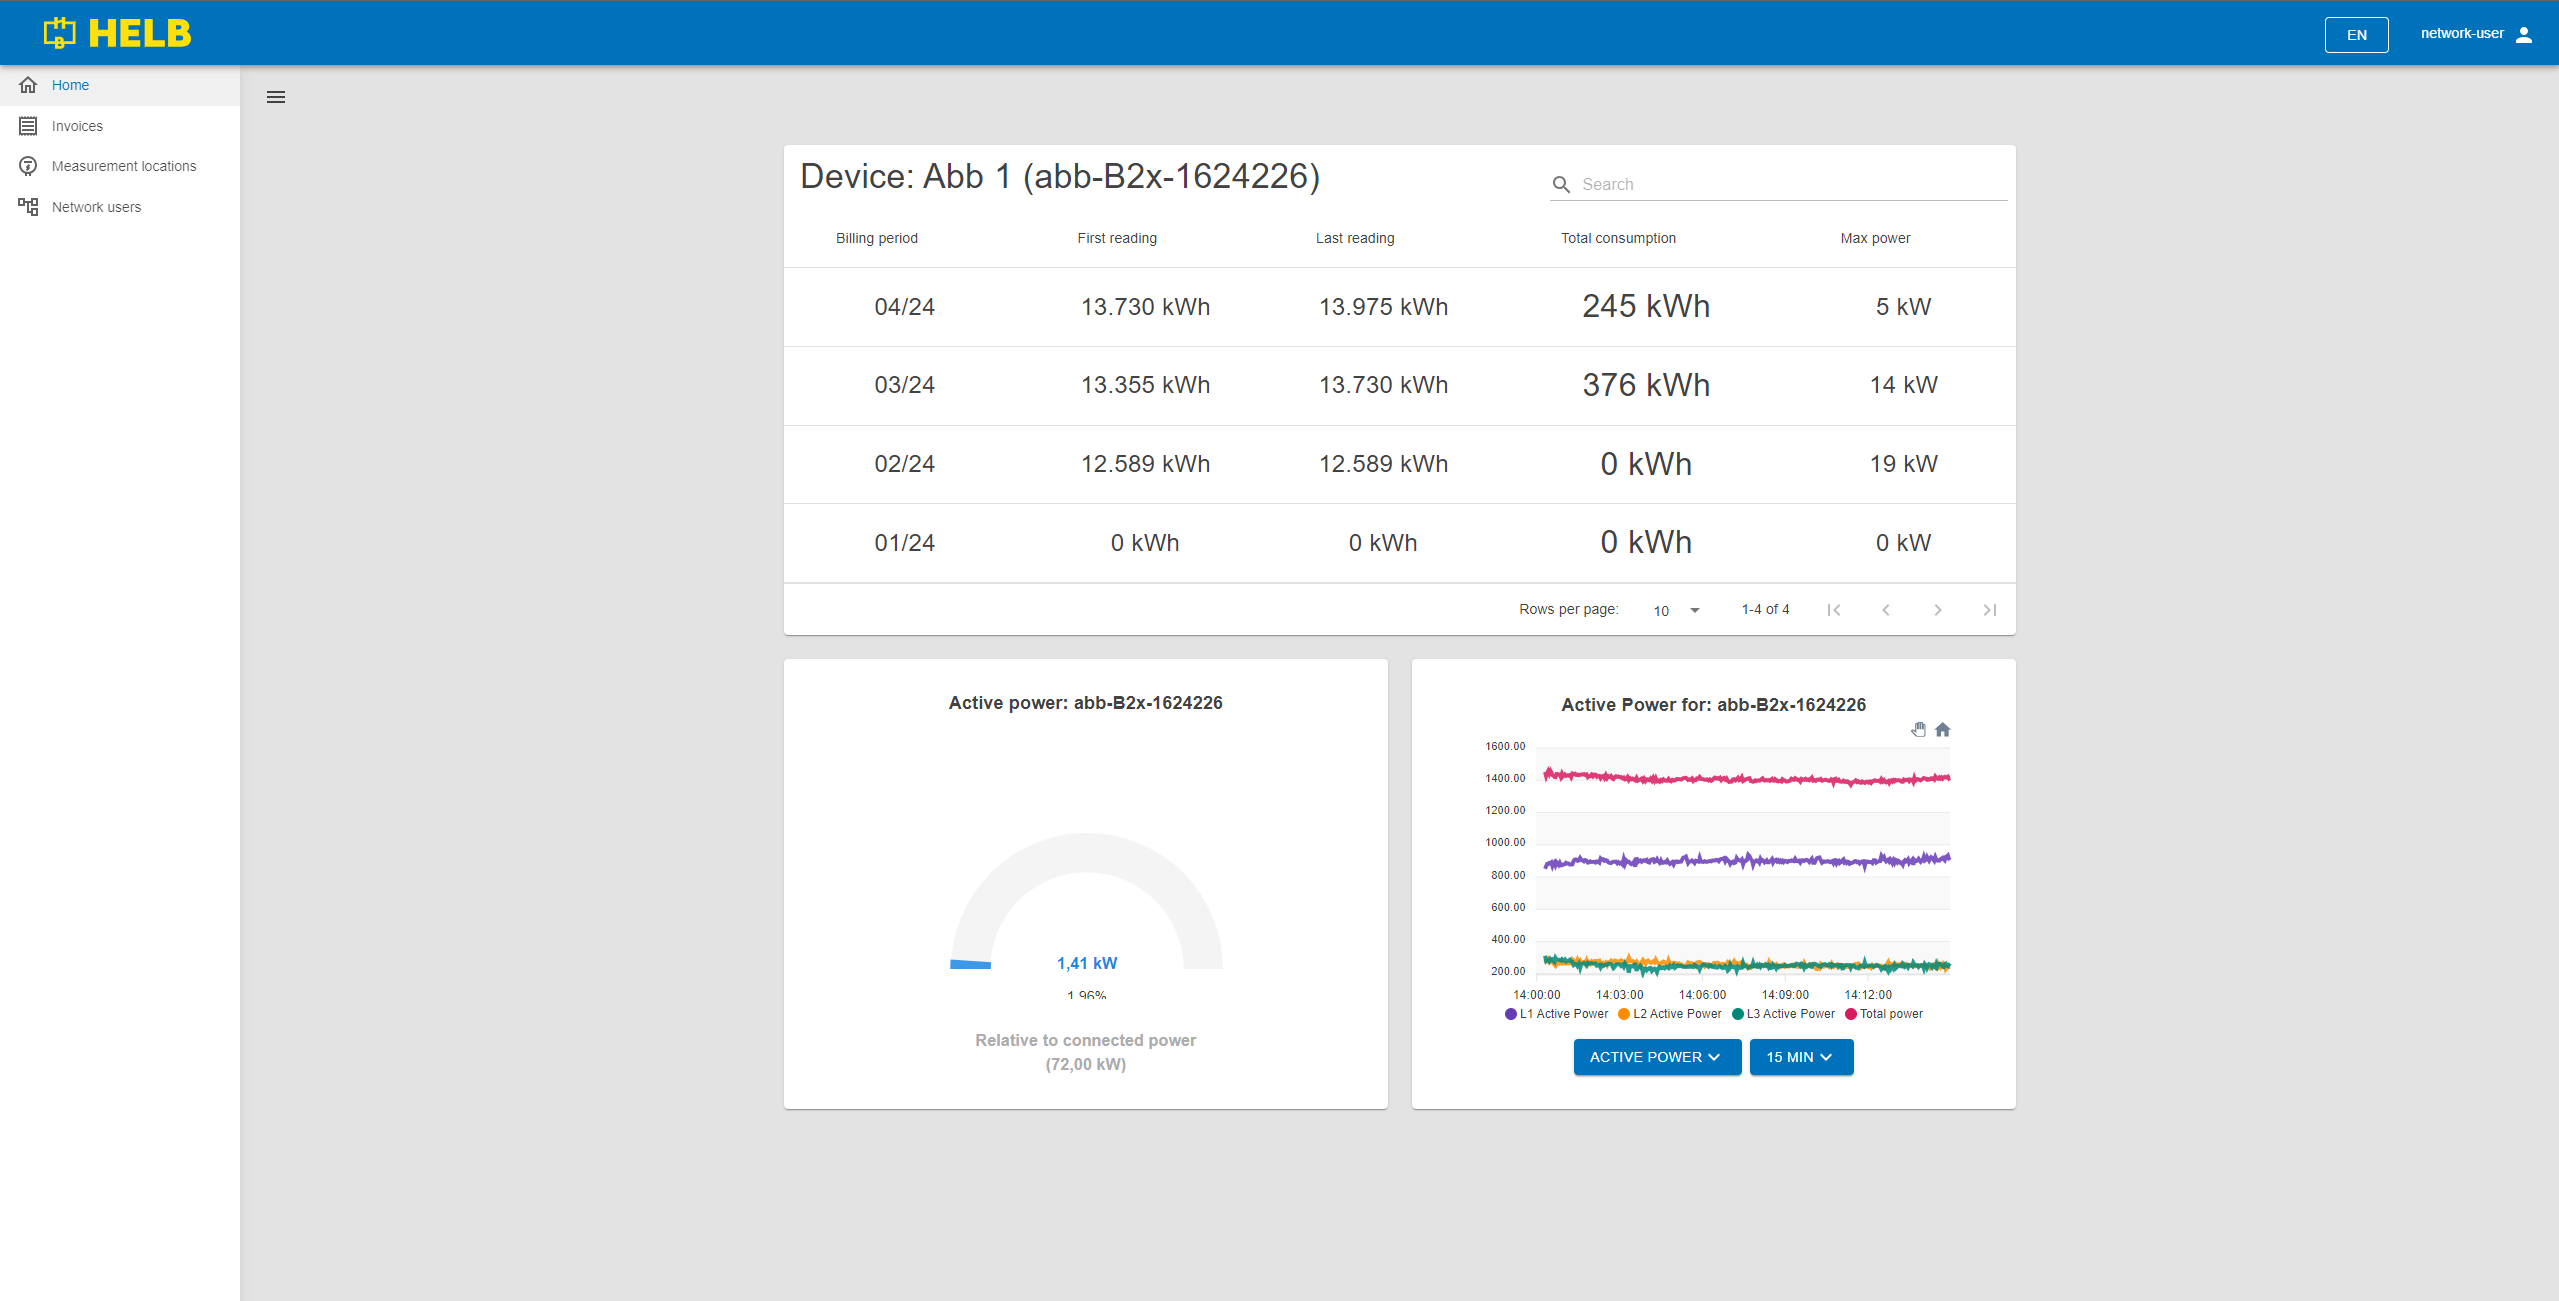 HELB
EN
network-user
Home
Invoices
Measurement locations
Network users
Device: Abb 1 (abb-B2x-1624226)
Search
Billing period First reading Last reading Total consumption Max power
04/24 13.730 kWh 13.975 kWh 245 kWh 5 kW
03/24 13.355 kWh 13.730 kWh 376 kWh 14 kW
02/24 12.589 kWh 12.589 kWh 0 kWh 19 kW
01/24 0 kWh 0 kWh 0 kWh 0 kW
Rows per page: 10 1-4 of 4
Active power: abb-B2x-1624226
1,41 kW
1.96%
Relative to connected power
(72,00 kW)
Active Power for: abb-B2x-1624226
1600.00
1400.00
1200.00
1000.00
800.00
600.00
400.00
200.00
14:00:00 14:03:00 14:06:00 14:09:00 14:12:00
L1 Active Power L2 Active Power L3 Active Power Total power
ACTIVE POWER 15 MIN